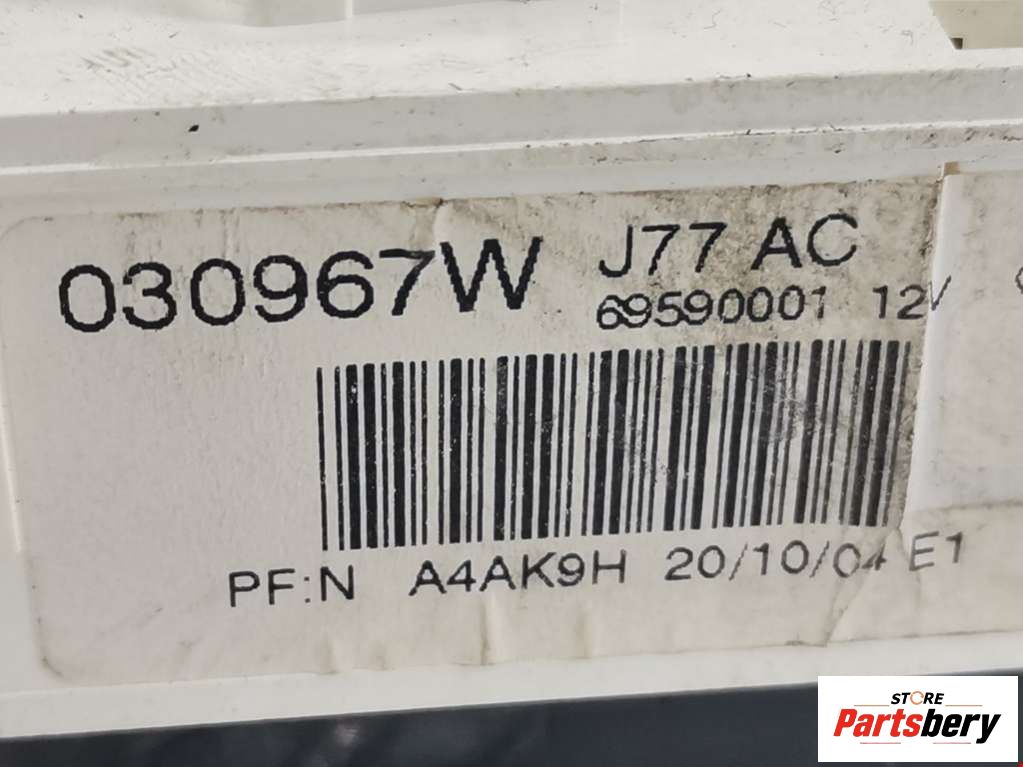 030967W J77 AC
69590001 12V
PF:N A4AK9H 20/10/04 E1
STORE
Partsbery